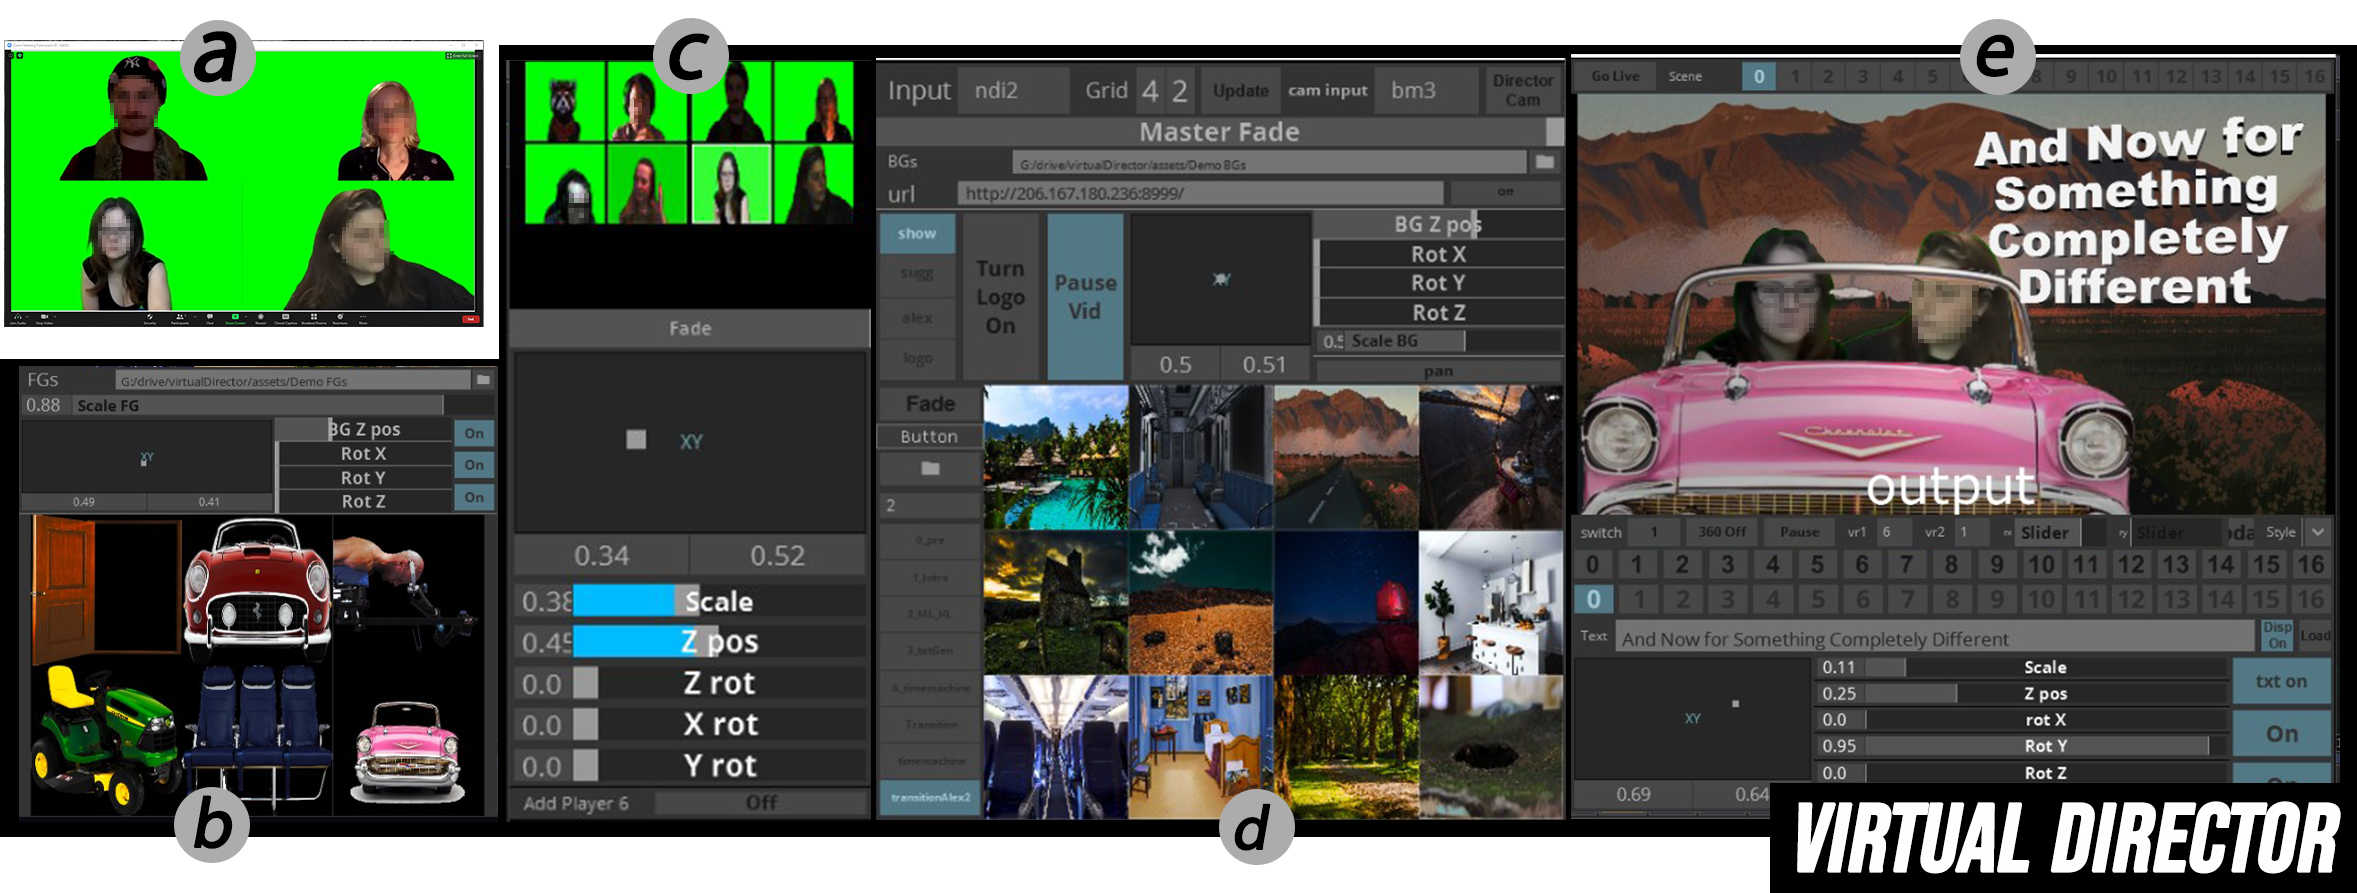 a
End
b
FGs
G:/drive/virtualDirector/assets/Demo FGs
0.88 Scale FG
XY
0.49 0.41
BG Z pos
Rot X
Rot Y
Rot Z
On
On
On
c
Fade
XY
0.34 0.52
0.38 Scale
0.45 Z pos
0.0 Z rot
0.0 X rot
0.0 Y rot
Add Player 6 Off
d
Input ndi2 Grid 4 2 Update cam input bm3 Director Cam
Master Fade
BGs G:/drive/virtualDirector/assets/Demo BGs
url http://206.167.180.236:8999/ Off
show
sugg
alex
logo
Turn
Logo
On
Pause
Vid
XY
0.5 0.51
BG Z pos
Rot X
Rot Y
Rot Z
0.5 Scale BG
pan
Fade
Button
2
0_pre
1_Intro
2_ML_HL
3_txtGen
A_timemachine
Transition
timemachine
transitionAlex2
e
Go Live Scene 0 1 2 3 4 5 8 9 10 11 12 13 14 15 16
And Now for
Something
Completely
Different
Chevrolet
output
switch 1 360 Off Pause vr1 6 vr2 1 rx Slider ry Slider Style
0 1 2 3 4 5 6 7 8 9 10 11 12 13 14 15 16
0 1 2 3 4 5 6 7 8 9 10 11 12 13 14 15 16
Text And Now for Something Completely Different Disp On Load
XY
0.69 0.64
0.11 Scale
0.25 Z pos
0.0 rot X
0.95 Rot Y
0.0 Rot Z
txt on
On
On
VIRTUAL DIRECTOR